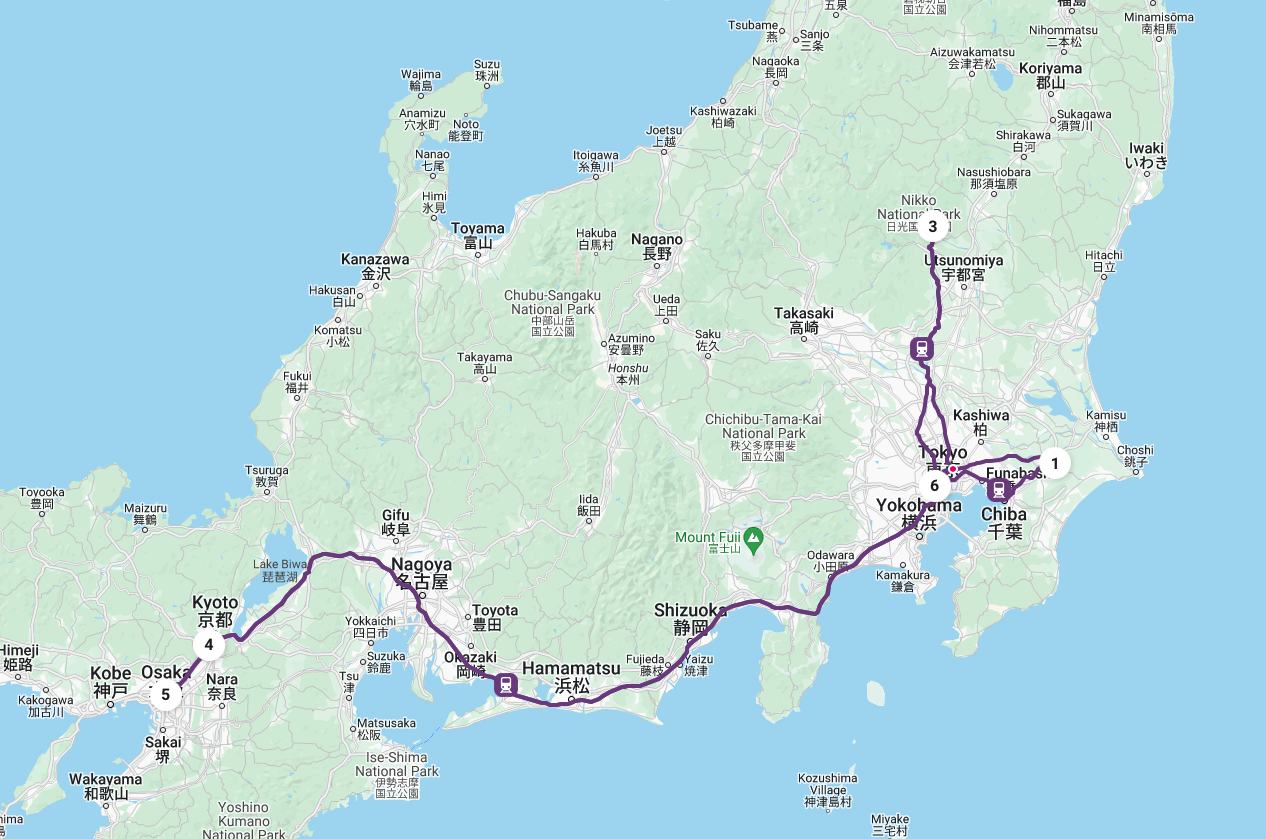 五泉
国立公園
福島
Minamisōma
南相馬
Tsubame
燕
Sanjo
三条
Nihommatsu
二本松
Aizuwakamatsu
会津若松
Nagaoka
長岡
Koriyama
郡山
Suzu
珠洲
Wajima
輪島
Kashiwazaki
柏崎
Sukagawa
須賀川
Anamizu
穴水町
Noto
能登町
Joetsu
上越
Shirakawa
白河
Iwaki
いわき
Nanao
七尾
Itoigawa
糸魚川
Nasushiobara
那須塩原
Himi
氷見
Nikko
National Park
3
Toyama
富山
Hakuba
白馬村
Nagano
長野
Kanazawa
金沢
Utsunomiya
宇都宮
Hitachi
日立
Hakusan
白山
Chubu-Sangaku
National Park
中部山岳
国立公園
Ueda
上田
Takasaki
高崎
Komatsu
小松
Azumino
安曇野
Saku
佐久
Takayama
高山
Honshu
本州
Fukui
福井
Chichibu-Tama-Kai
National Park
秩父多摩甲斐
国立公園
Kashiwa
柏
Kamisu
神栖
Tokyo
Choshi
銚子
1
Tsuruga
敦賀
Funabas
6
Toyooka
豊岡
Maizuru
舞鶴
Iida
飯田
Yokohama
横浜
Chiba
千葉
Gifu
岐阜
Mount Fuji
富士山
Odawara
小田原
Lake Biwa
琵琶湖
Nagoya
名古屋
Kamakura
鎌倉
Kyoto
京都
Toyota
豊田
Shizuoka
静岡
Yokkaichi
四日市
4
Himeji
姫路
Kobe
神戸
Osaka
5
Nara
奈良
Suzuka
鈴鹿
Okazaki
岡崎
Hamamatsu
浜松
Fujieda
藤枝
Yaizu
焼津
Tsu
津
Kakogawa
加古川
Matsusaka
松阪
Sakai
堺
Ise-Shima
National Park
伊勢志摩
国立公園
Wakayama
和歌山
Kozushima
Village
神津島村
Yoshino
Kumano
National Park
Miyake
三宅村